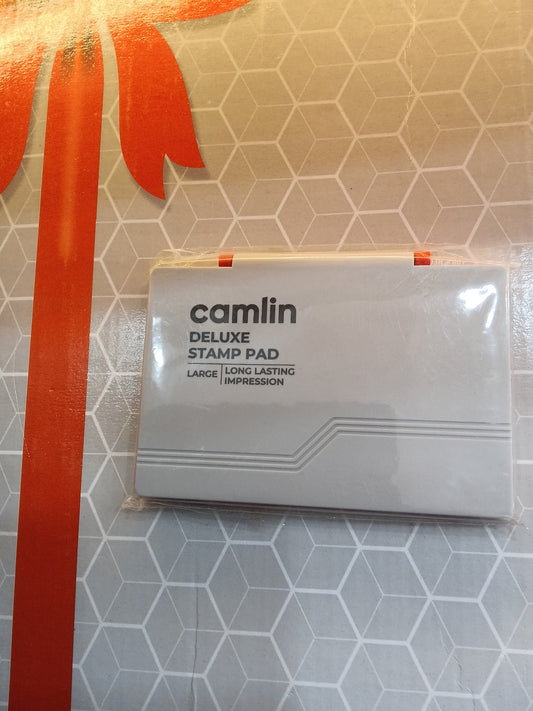 camlin
DELUXE
STAMP PAD
LARGE LONG LASTING
IMPRESSION